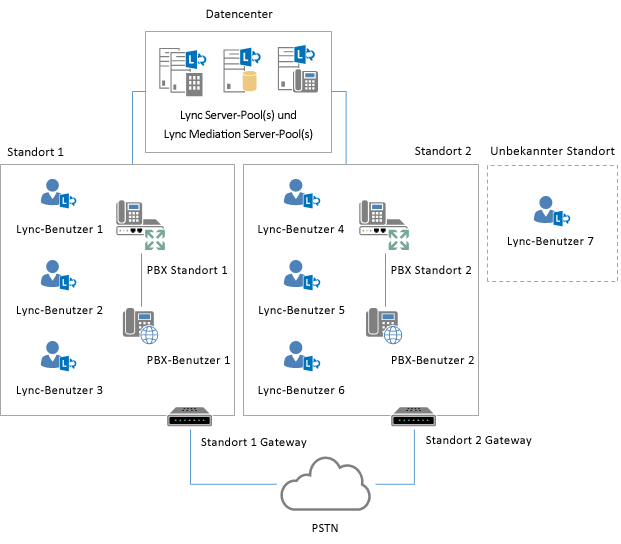 Datencenter
Lync Server-Pool(s) und
Lync Mediation Server-Pool(s)
Standort 1
Lync-Benutzer 1
PBX Standort 1
Lync-Benutzer 2
PBX-Benutzer 1
Lync-Benutzer 3
Standort 1 Gateway
Standort 2
Lync-Benutzer 4
PBX Standort 2
Lync-Benutzer 5
PBX-Benutzer 2
Lync-Benutzer 6
Standort 2 Gateway
Unbekannter Standort
Lync-Benutzer 7
PSTN